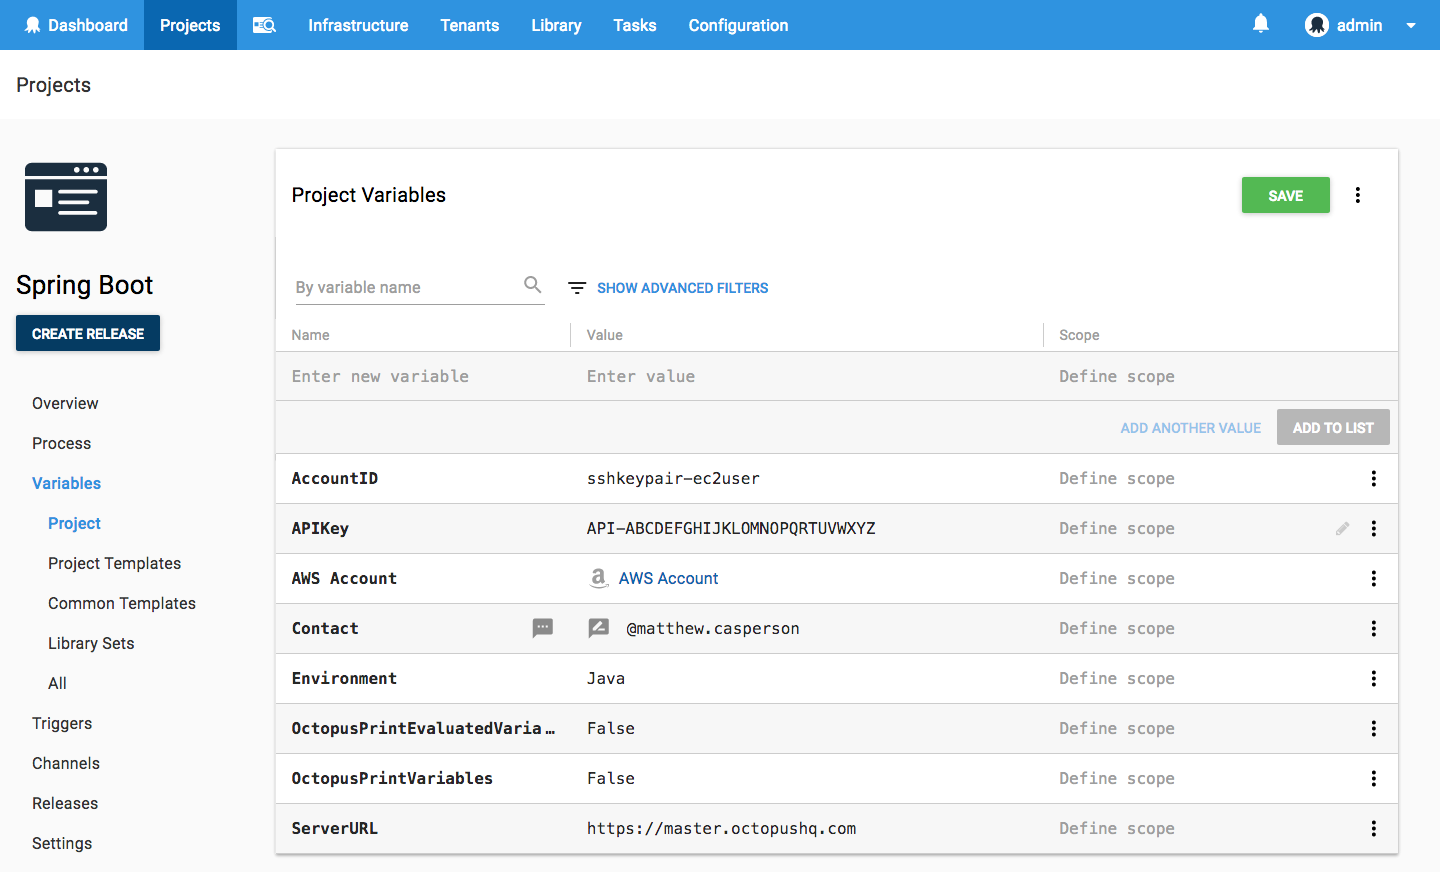 Dashboard Projects Infrastructure Tenants Library Tasks Configuration admin
Projects
Spring Boot
CREATE RELEASE
Overview
Process
Variables
Project
Project Templates
Common Templates
Library Sets
All
Triggers
Channels
Releases
Settings
Project Variables SAVE
By variable name SHOW ADVANCED FILTERS
Name Value Scope
Enter new variable Enter value Define scope
ADD ANOTHER VALUE ADD TO LIST
AccountID sshkeypair-ec2user Define scope
APIKey API-ABCDEFGHIJKLOMNOPQRTUVWXYZ Define scope
AWS Account AWS Account Define scope
Contact @matthew.casperson Define scope
Environment Java Define scope
OctopusPrintEvaluatedVaria… False Define scope
OctopusPrintVariables False Define scope
ServerURL https://master.octopushq.com Define scope